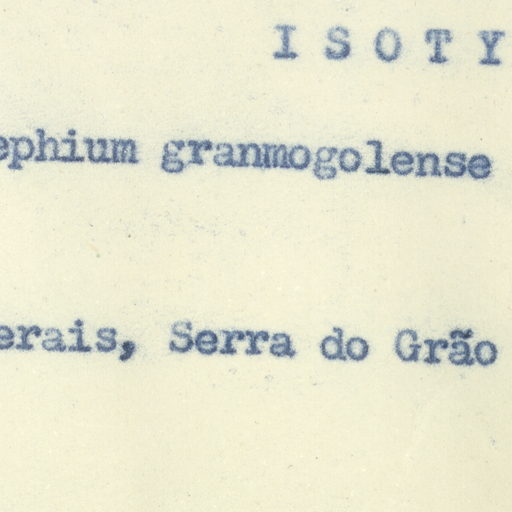 I S O T Y
ephium granmogolense
erais, Serra do Grão